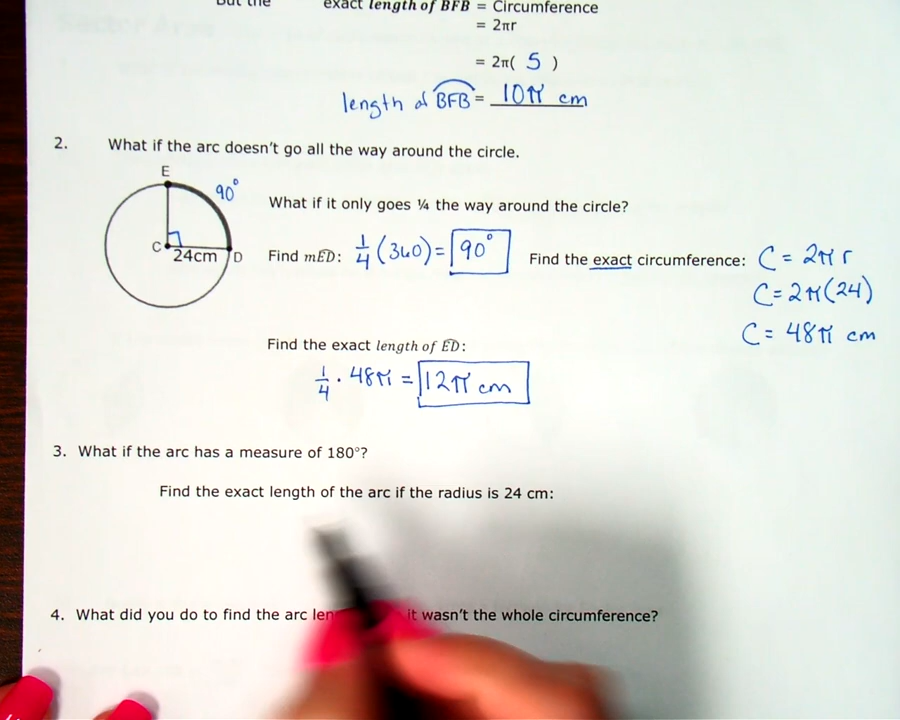 exact length of BFB = Circumference
= 2πr
= 2π( 5 )
length of BFB = 10π cm
2. What if the arc doesn't go all the way around the circle.
E
90°
What if it only goes ¼ the way around the circle?
C 24cm D
Find mED: 1/4 (360) = 90° Find the exact circumference: C = 2πr
C = 2π(24)
C = 48π cm
Find the exact length of ED:
1/4 · 48π = 12π cm
3. What if the arc has a measure of 180°?
Find the exact length of the arc if the radius is 24 cm:
4. What did you do to find the arc it wasn't the whole circumference?